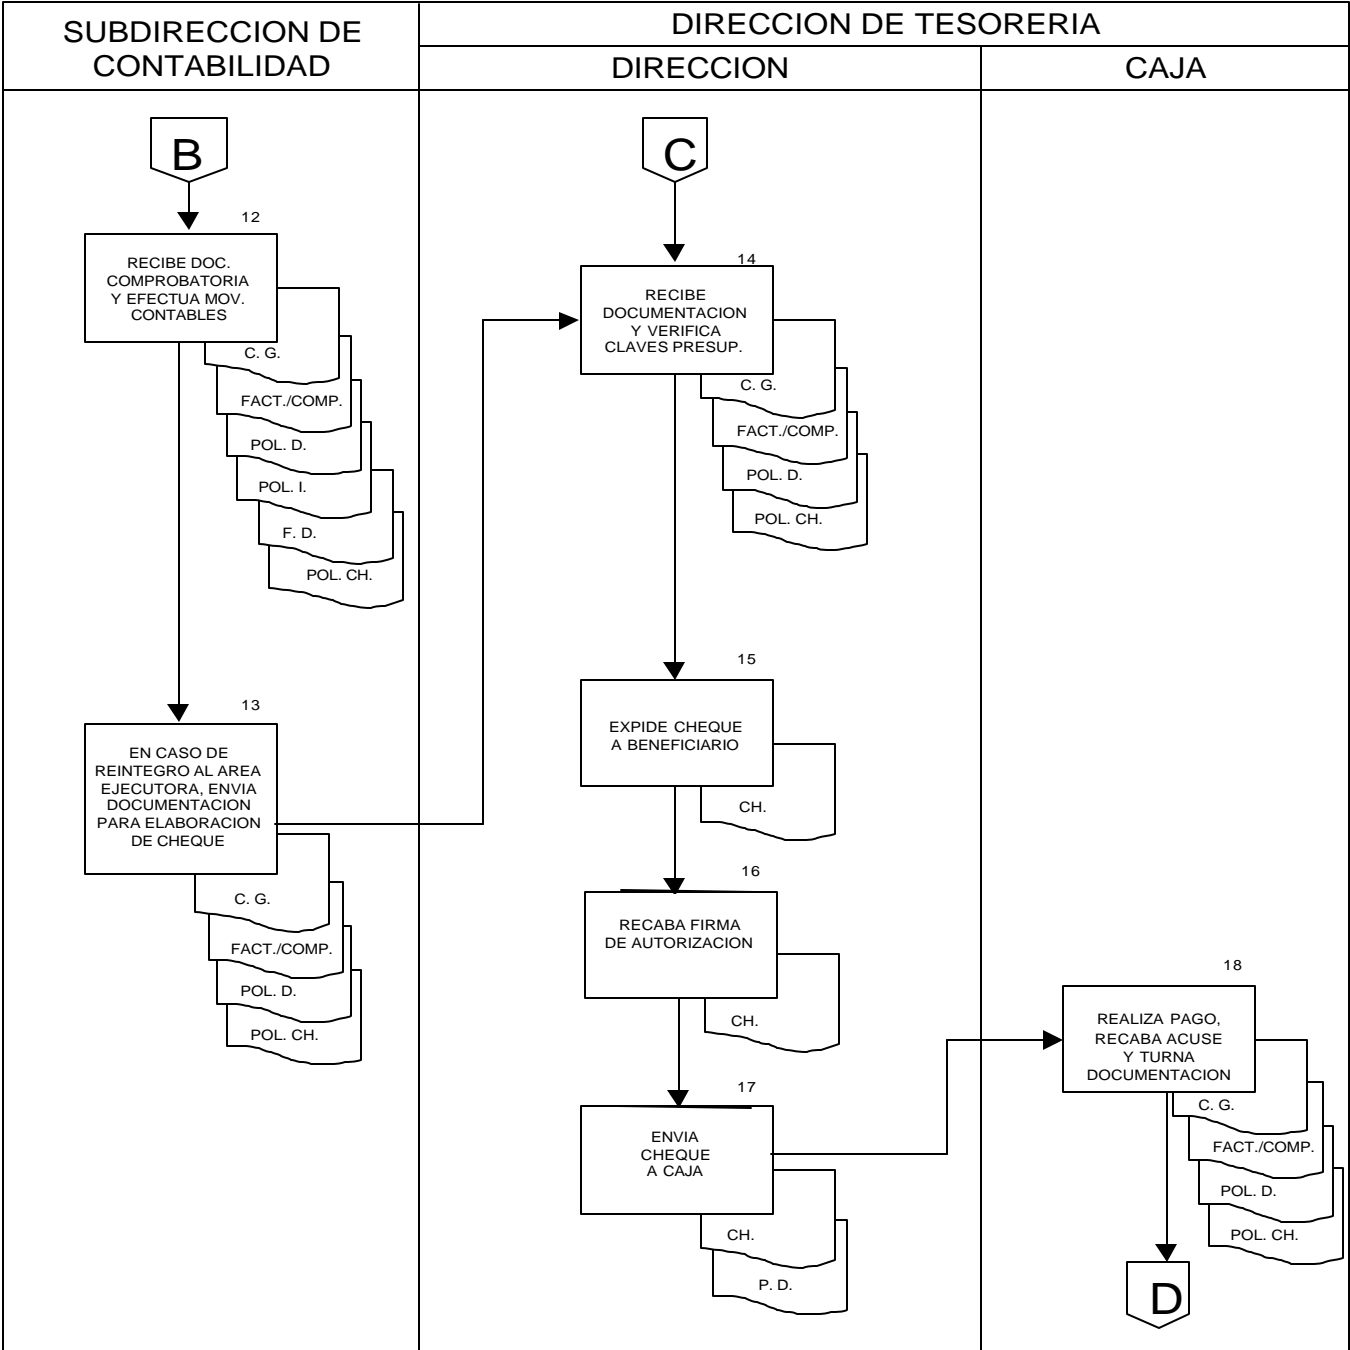 SUBDIRECCION DE
CONTABILIDAD
DIRECCION DE TESORERIA
DIRECCION
CAJA
B
12
RECIBE DOC.
COMPROBATORIA
Y EFECTUA MOV.
CONTABLES
C. G.
FACT./COMP.
POL. D.
POL. I.
F. D.
POL. CH.
13
EN CASO DE
REINTEGRO AL AREA
EJECUTORA, ENVIA
DOCUMENTACION
PARA ELABORACION
DE CHEQUE
C. G.
FACT./COMP.
POL. D.
POL. CH.
C
14
RECIBE
DOCUMENTACION
Y VERIFICA
CLAVES PRESUP.
C. G.
FACT./COMP.
POL. D.
POL. CH.
15
EXPIDE CHEQUE
A BENEFICIARIO
CH.
16
RECABA FIRMA
DE AUTORIZACION
CH.
17
ENVIA
CHEQUE
A CAJA
CH.
P. D.
18
REALIZA PAGO,
RECABA ACUSE
Y TURNA
DOCUMENTACION
C. G.
FACT./COMP.
POL. D.
POL. CH.
D